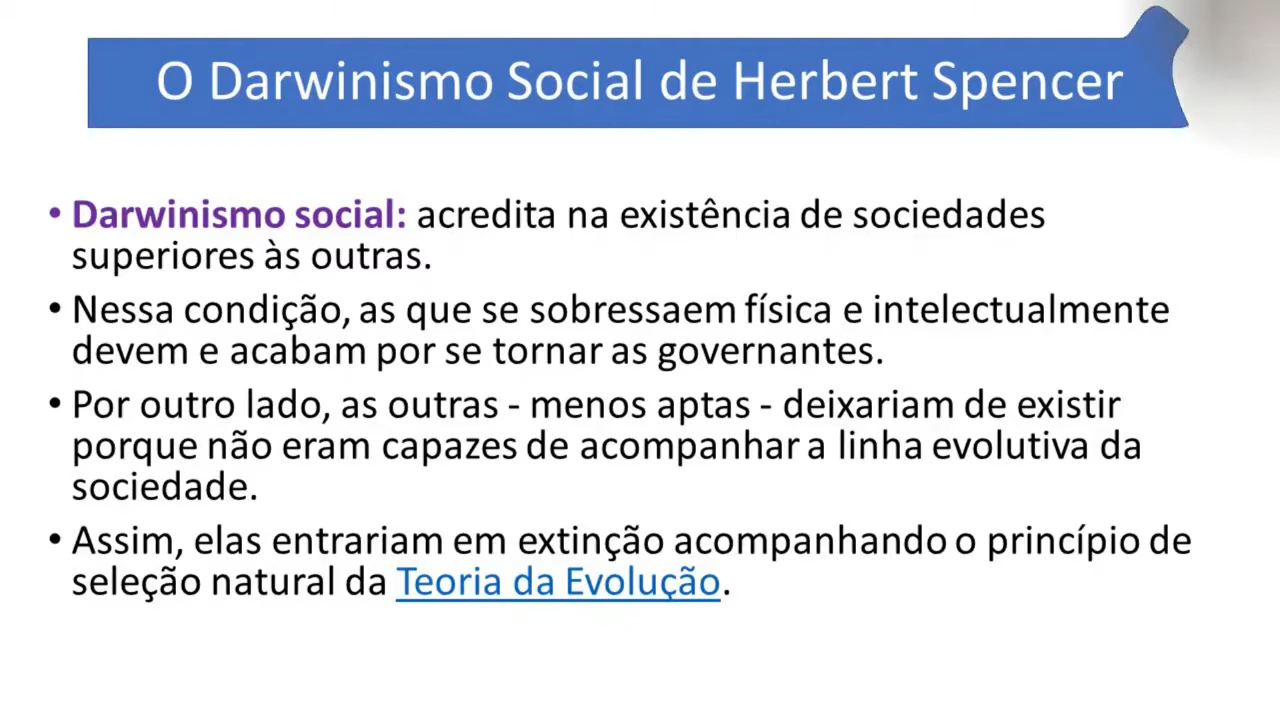 O Darwinismo Social de Herbert Spencer
• Darwinismo social: acredita na existência de sociedades
superiores às outras.
• Nessa condição, as que se sobressaem física e intelectualmente
devem e acabam por se tornar as governantes.
• Por outro lado, as outras - menos aptas - deixariam de existir
porque não eram capazes de acompanhar a linha evolutiva da
sociedade.
• Assim, elas entrariam em extinção acompanhando o princípio de
seleção natural da Teoria da Evolução.